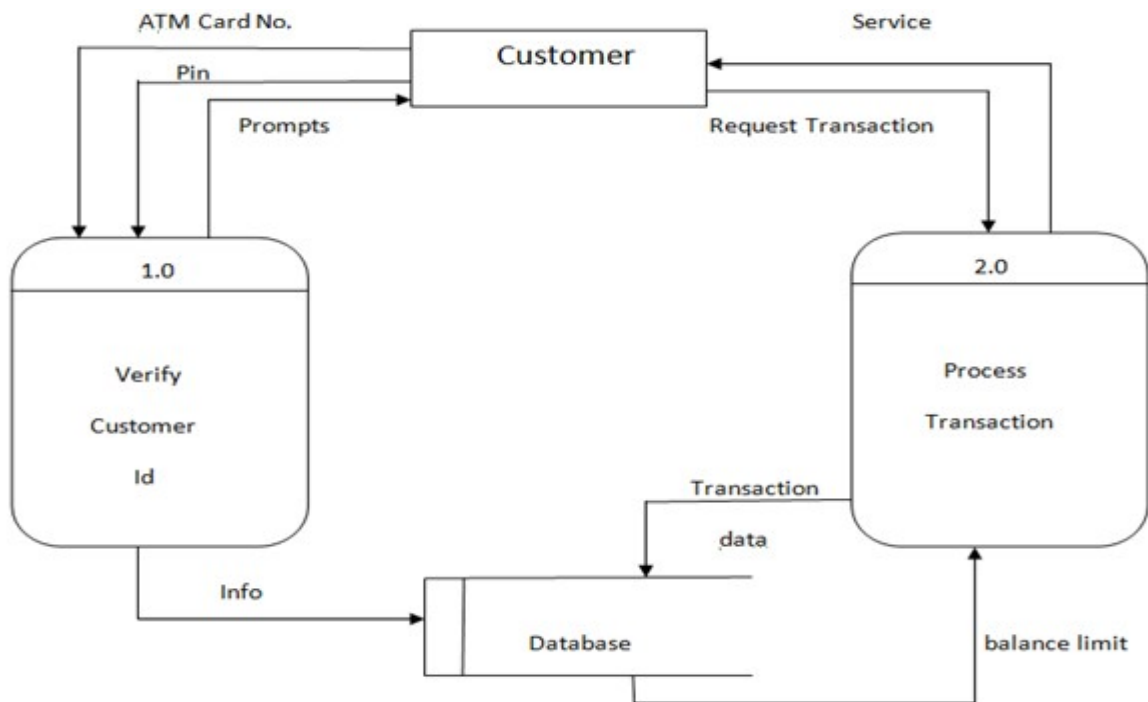 ATM Card No.
Service
Customer
Pin
Prompts
Request Transaction
1.0
2.0
Verify
Customer
Id
Process
Transaction
Transaction
data
Info
Database
balance limit